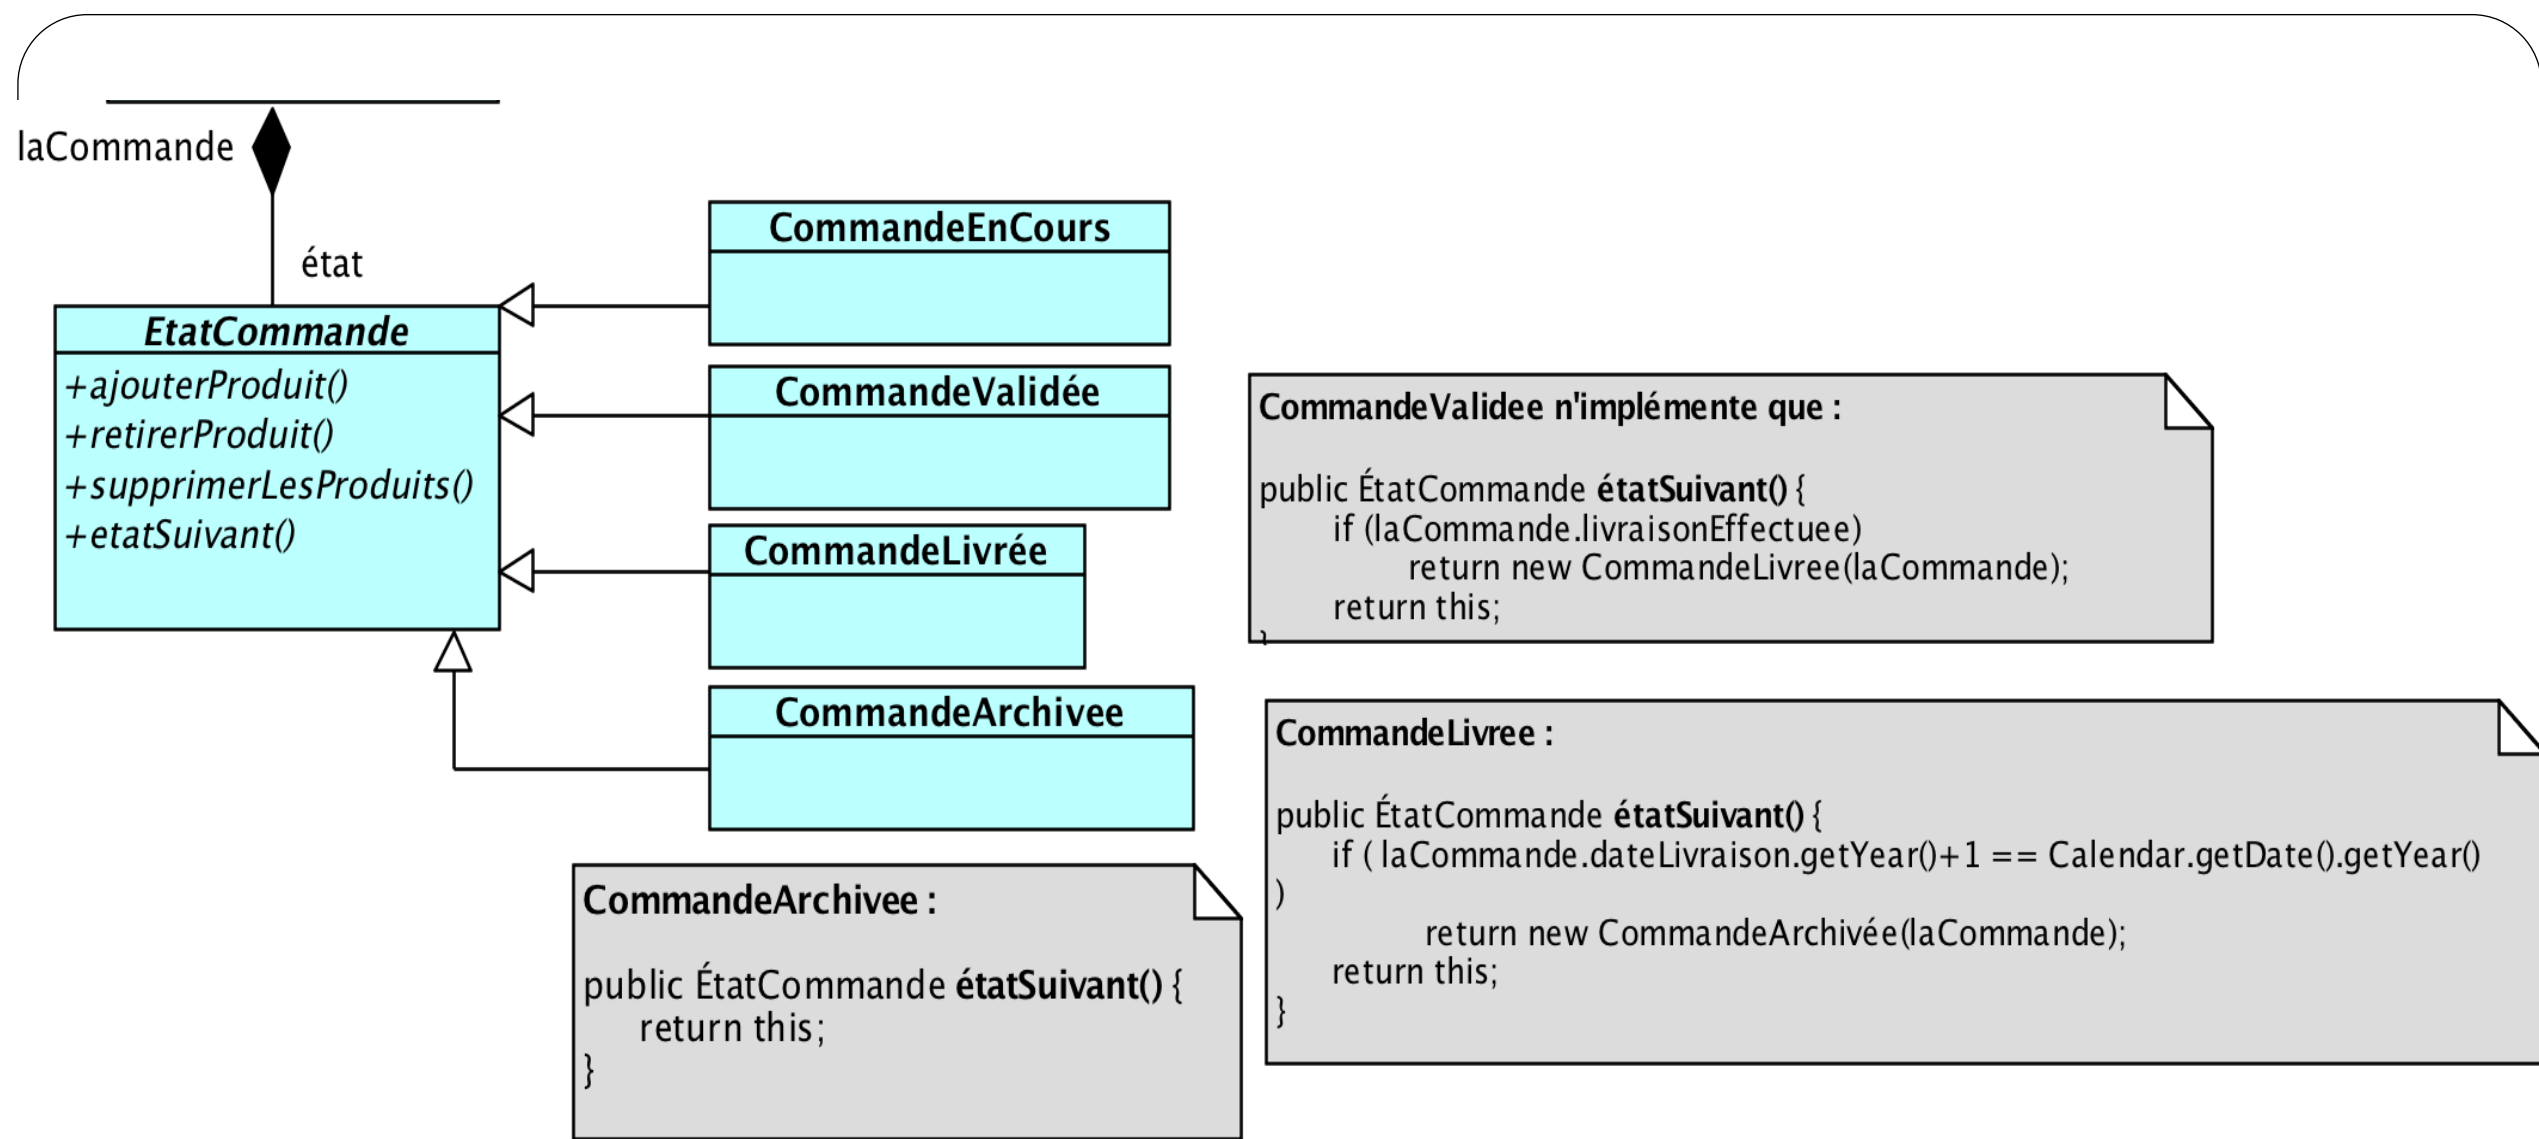 laCommande
état
EtatCommande
+ajouterProduit()
+retirerProduit()
+supprimerLesProduits()
+etatSuivant()
CommandeEnCours
CommandeValidée
CommandeLivrée
CommandeArchivee
CommandeValidee n'implémente que :
public ÉtatCommande étatSuivant() {
if (laCommande.livraisonEffectuee)
return new CommandeLivree(laCommande);
return this;
}
CommandeLivree :
public ÉtatCommande étatSuivant() {
if ( laCommande.dateLivraison.getYear()+1 == Calendar.getDate().getYear()
)
return new CommandeArchivée(laCommande);
return this;
}
CommandeArchivee :
public ÉtatCommande étatSuivant() {
return this;
}